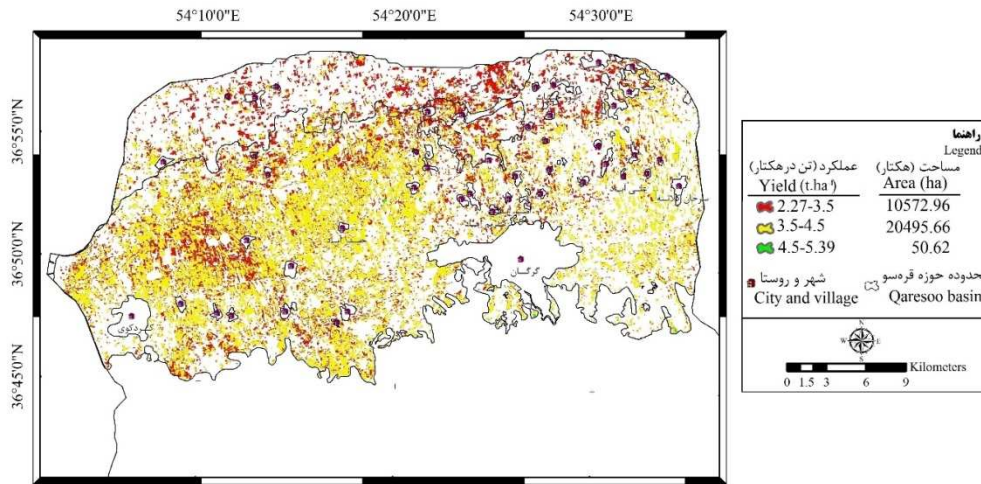 54°10'0"E 54°20'0"E 54°30'0"E
36°55'0"N
36°50'0"N
36°45'0"N
گرگان
کردکوی
راهنما
Legend
عملکرد (تن در هکتار) مساحت (هکتار)
Yield (t.ha⁻¹) Area (ha)
2.27-3.5 10572.96
3.5-4.5 20495.66
4.5-5.39 50.62
شهر و روستا محدوده حوزه قره‌سو
City and village Qaresoo basin
N
W E
S
Kilometers
0 1.5 3 6 9